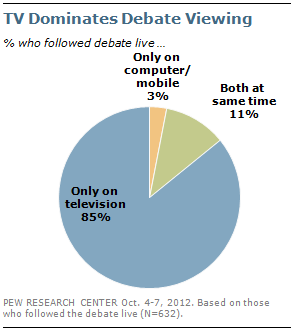 TV Dominates Debate Viewing
% who followed debate live ...
Only on
computer/
mobile
3%
Both at
same time
11%
Only on
television
85%
PEW RESEARCH CENTER Oct. 4-7, 2012. Based on those
who followed the debate live (N=632).